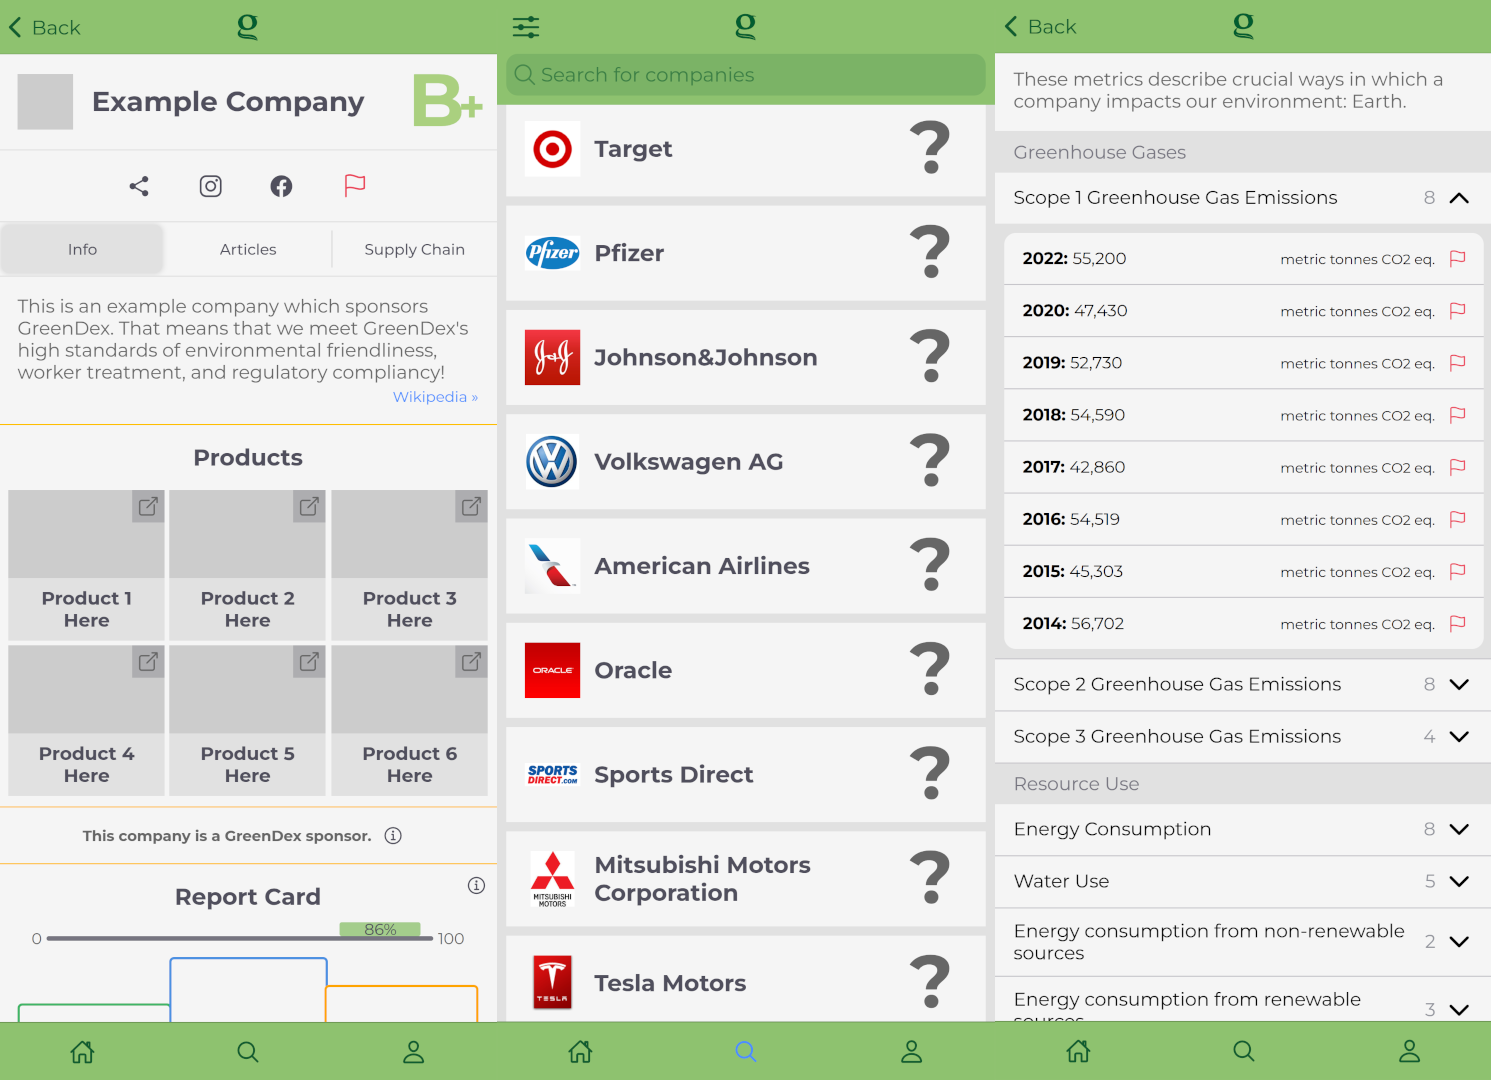 Back
g
Example Company
B+
Info
Articles
Supply Chain
This is an example company which sponsors
GreenDex. That means that we meet GreenDex's
high standards of environmental friendliness,
worker treatment, and regulatory compliancy!
Wikipedia »
Products
Product 1
Here
Product 2
Here
Product 3
Here
Product 4
Here
Product 5
Here
Product 6
Here
This company is a GreenDex sponsor.
Report Card
0
86%
100
g
Search for companies
Target
?
Pfizer
Pfizer
?
J&J
Johnson&Johnson
?
Volkswagen AG
?
American Airlines
?
ORACLE
Oracle
?
SPORTS
DIRECT.COM
Sports Direct
?
MITSUBISHI
MOTORS
Mitsubishi Motors
Corporation
?
TESLA
Tesla Motors
?
Back
g
These metrics describe crucial ways in which a
company impacts our environment: Earth.
Greenhouse Gases
Scope 1 Greenhouse Gas Emissions 8
2022: 55,200 metric tonnes CO2 eq.
2020: 47,430 metric tonnes CO2 eq.
2019: 52,730 metric tonnes CO2 eq.
2018: 54,590 metric tonnes CO2 eq.
2017: 42,860 metric tonnes CO2 eq.
2016: 54,519 metric tonnes CO2 eq.
2015: 45,303 metric tonnes CO2 eq.
2014: 56,702 metric tonnes CO2 eq.
Scope 2 Greenhouse Gas Emissions 8
Scope 3 Greenhouse Gas Emissions 4
Resource Use
Energy Consumption 8
Water Use 5
Energy consumption from non-renewable
sources 2
Energy consumption from renewable
sources 3